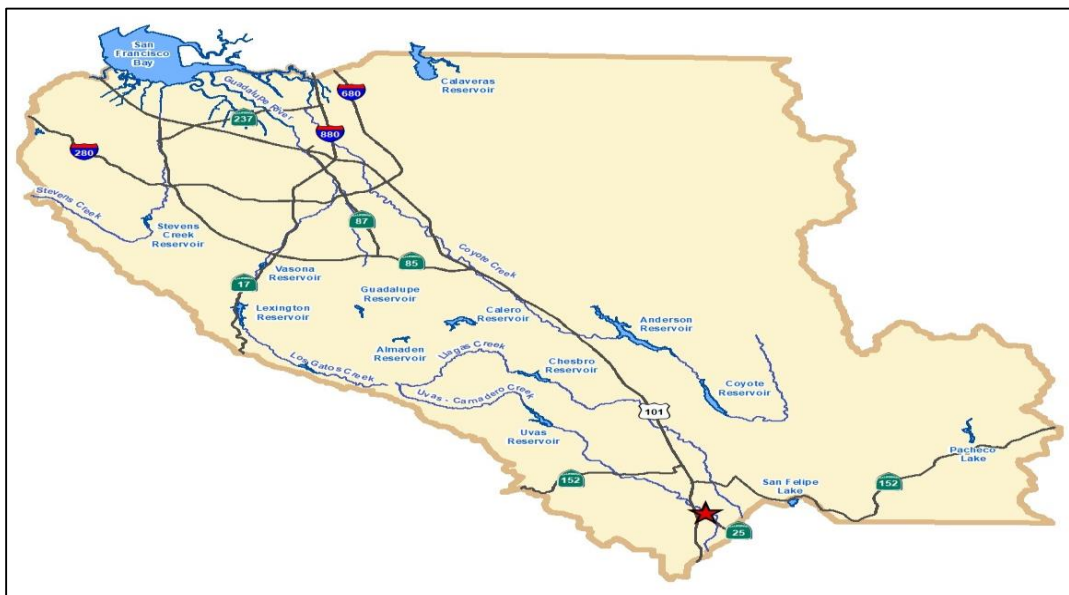 San
Francisco
Bay
Calaveras
Reservoir
Guadalupe River
680
237
880
280
Stevens Creek
Stevens
Creek
Reservoir
87
Coyote Creek
85
Vasona
Reservoir
17
Lexington
Reservoir
Guadalupe
Reservoir
Calero
Reservoir
Anderson
Reservoir
Almaden
Reservoir
Llagas Creek
Los Gatos Creek
Chesbro
Reservoir
Uvas - Carnadero Creek
Coyote
Reservoir
101
Uvas
Reservoir
Pacheco
Lake
152
San Felipe
Lake
152
25